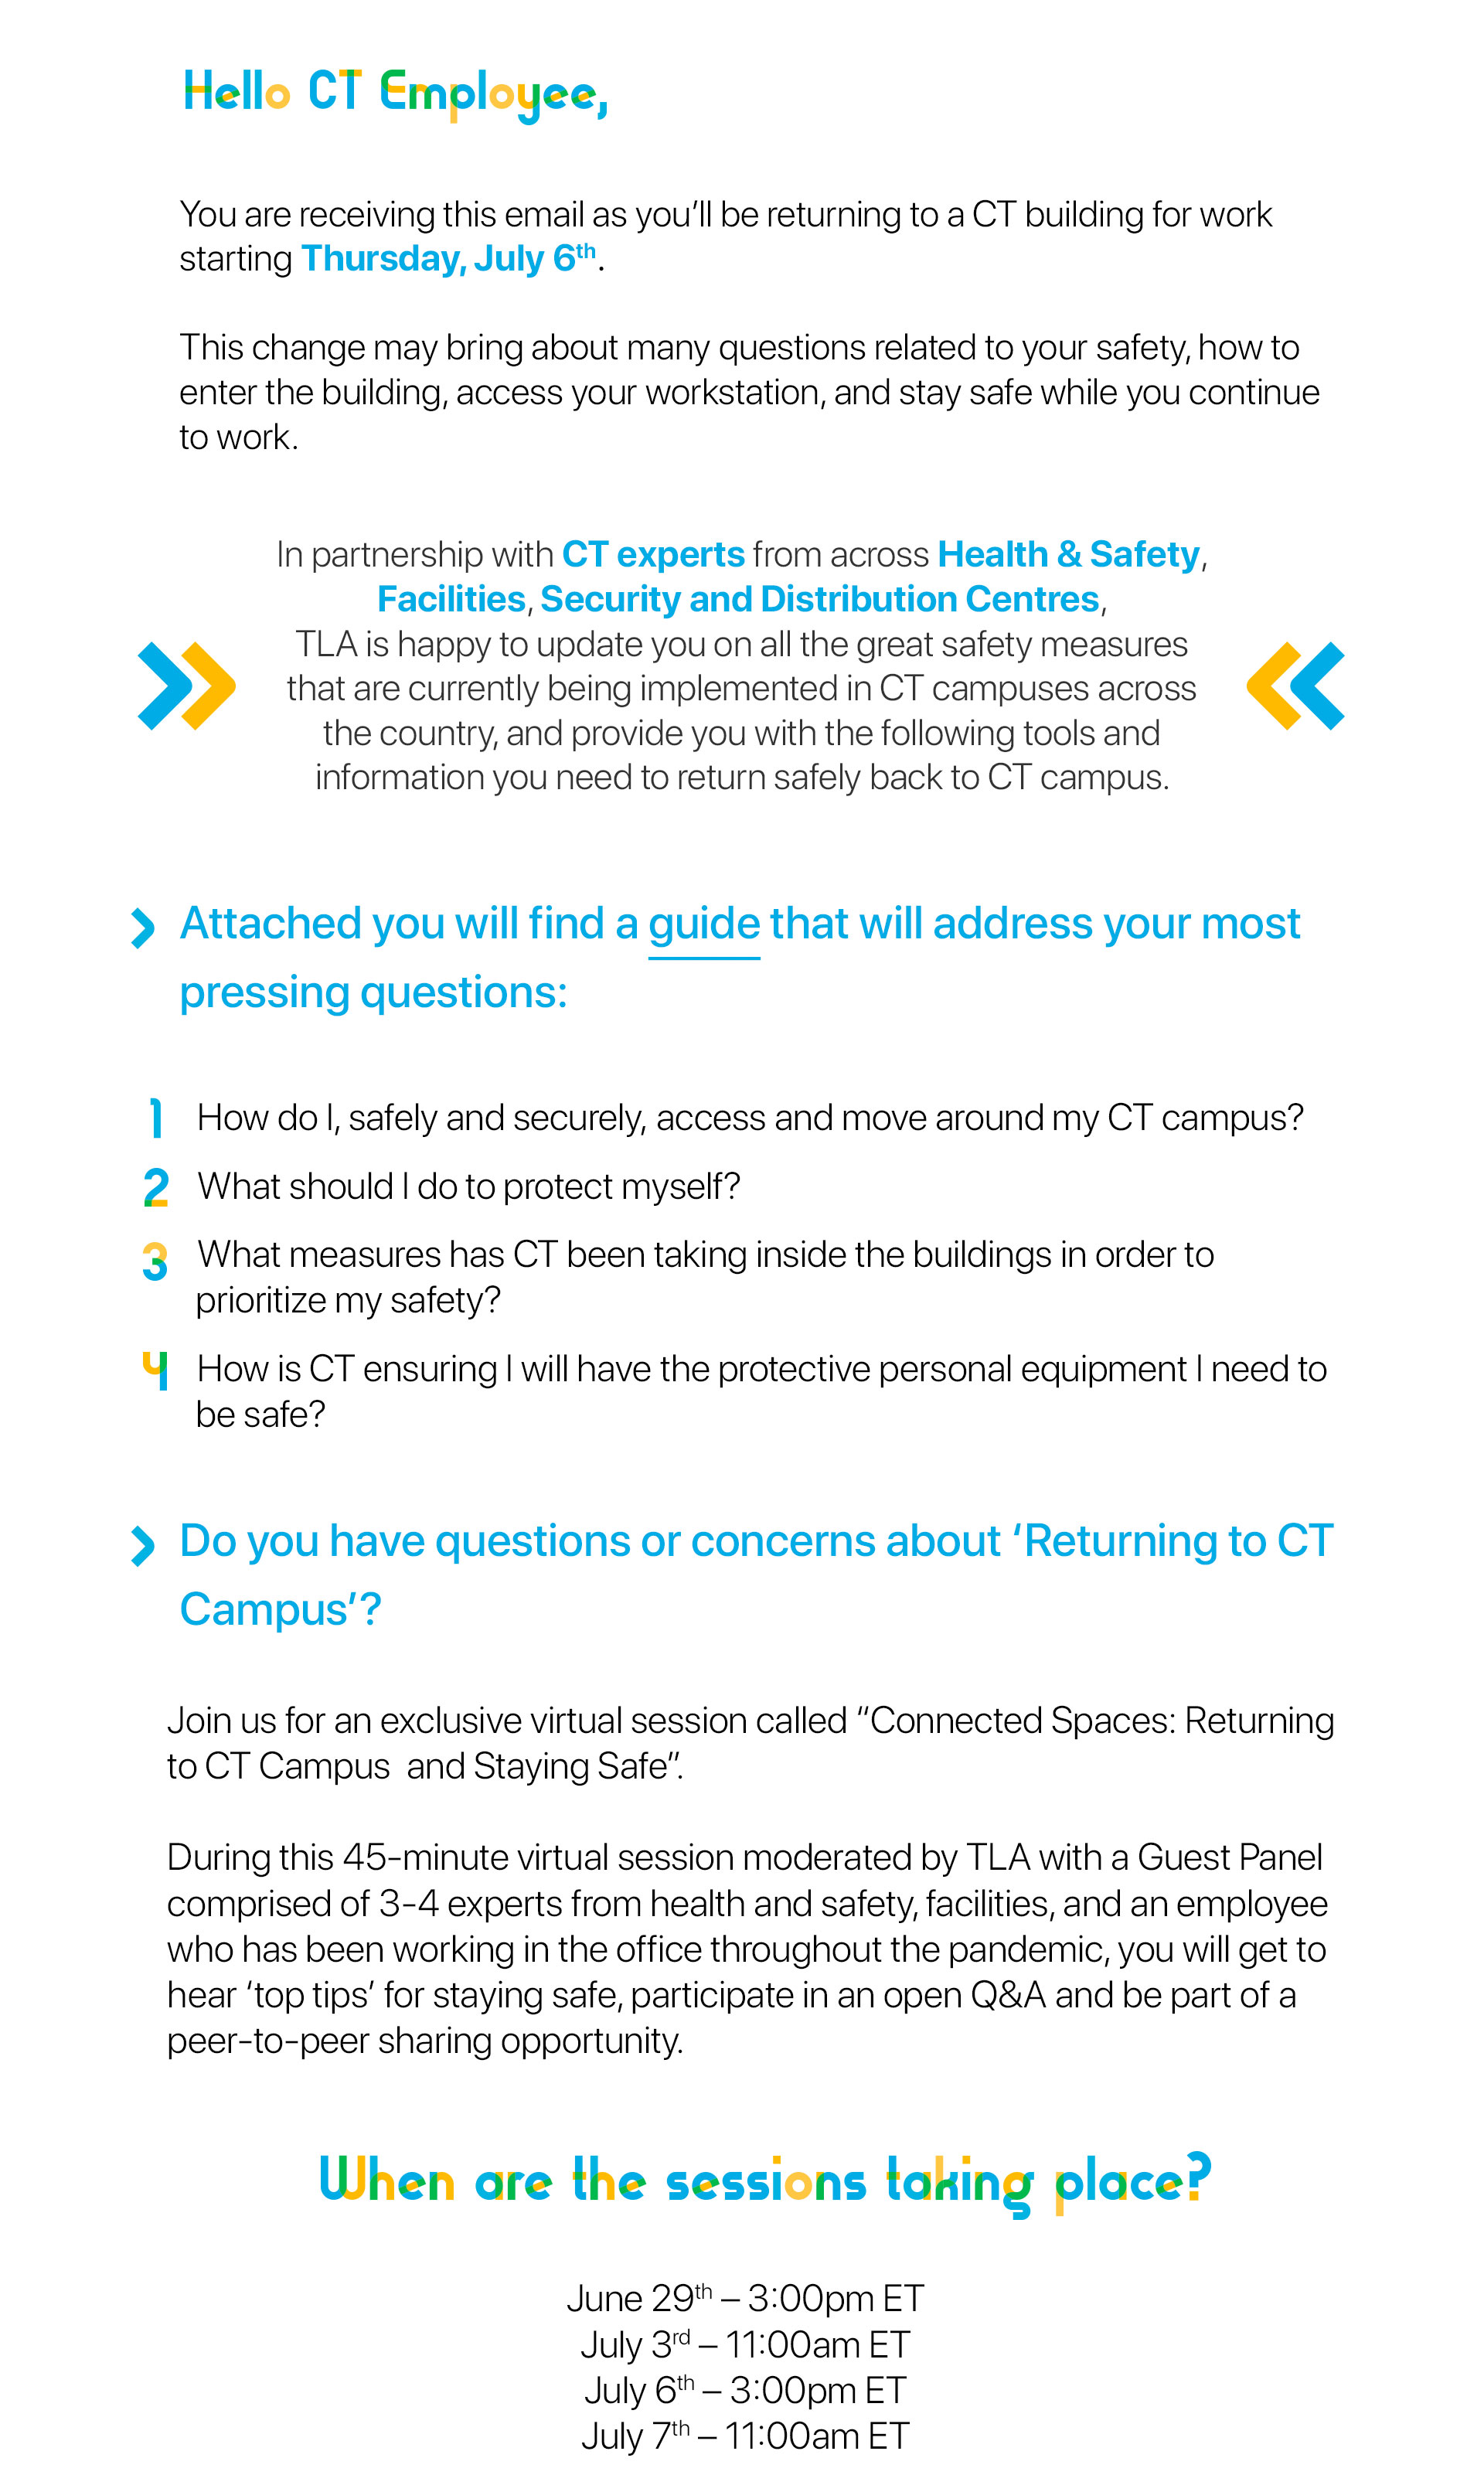 Hello CT Employee,
You are receiving this email as you’ll be returning to a CT building for work
starting Thursday, July 6th.
This change may bring about many questions related to your safety, how to
enter the building, access your workstation, and stay safe while you continue
to work.
In partnership with CT experts from across Health & Safety,
Facilities, Security and Distribution Centres,
TLA is happy to update you on all the great safety measures
that are currently being implemented in CT campuses across
the country, and provide you with the following tools and
information you need to return safely back to CT campus.
Attached you will find a guide that will address your most
pressing questions:
1 How do I, safely and securely, access and move around my CT campus?
2 What should I do to protect myself?
3 What measures has CT been taking inside the buildings in order to
prioritize my safety?
4 How is CT ensuring I will have the protective personal equipment I need to
be safe?
Do you have questions or concerns about ‘Returning to CT
Campus’?
Join us for an exclusive virtual session called “Connected Spaces: Returning
to CT Campus and Staying Safe”.
During this 45-minute virtual session moderated by TLA with a Guest Panel
comprised of 3-4 experts from health and safety, facilities, and an employee
who has been working in the office throughout the pandemic, you will get to
hear ‘top tips’ for staying safe, participate in an open Q&A and be part of a
peer-to-peer sharing opportunity.
When are the sessions taking place?
June 29th – 3:00pm ET
July 3rd – 11:00am ET
July 6th – 3:00pm ET
July 7th – 11:00am ET